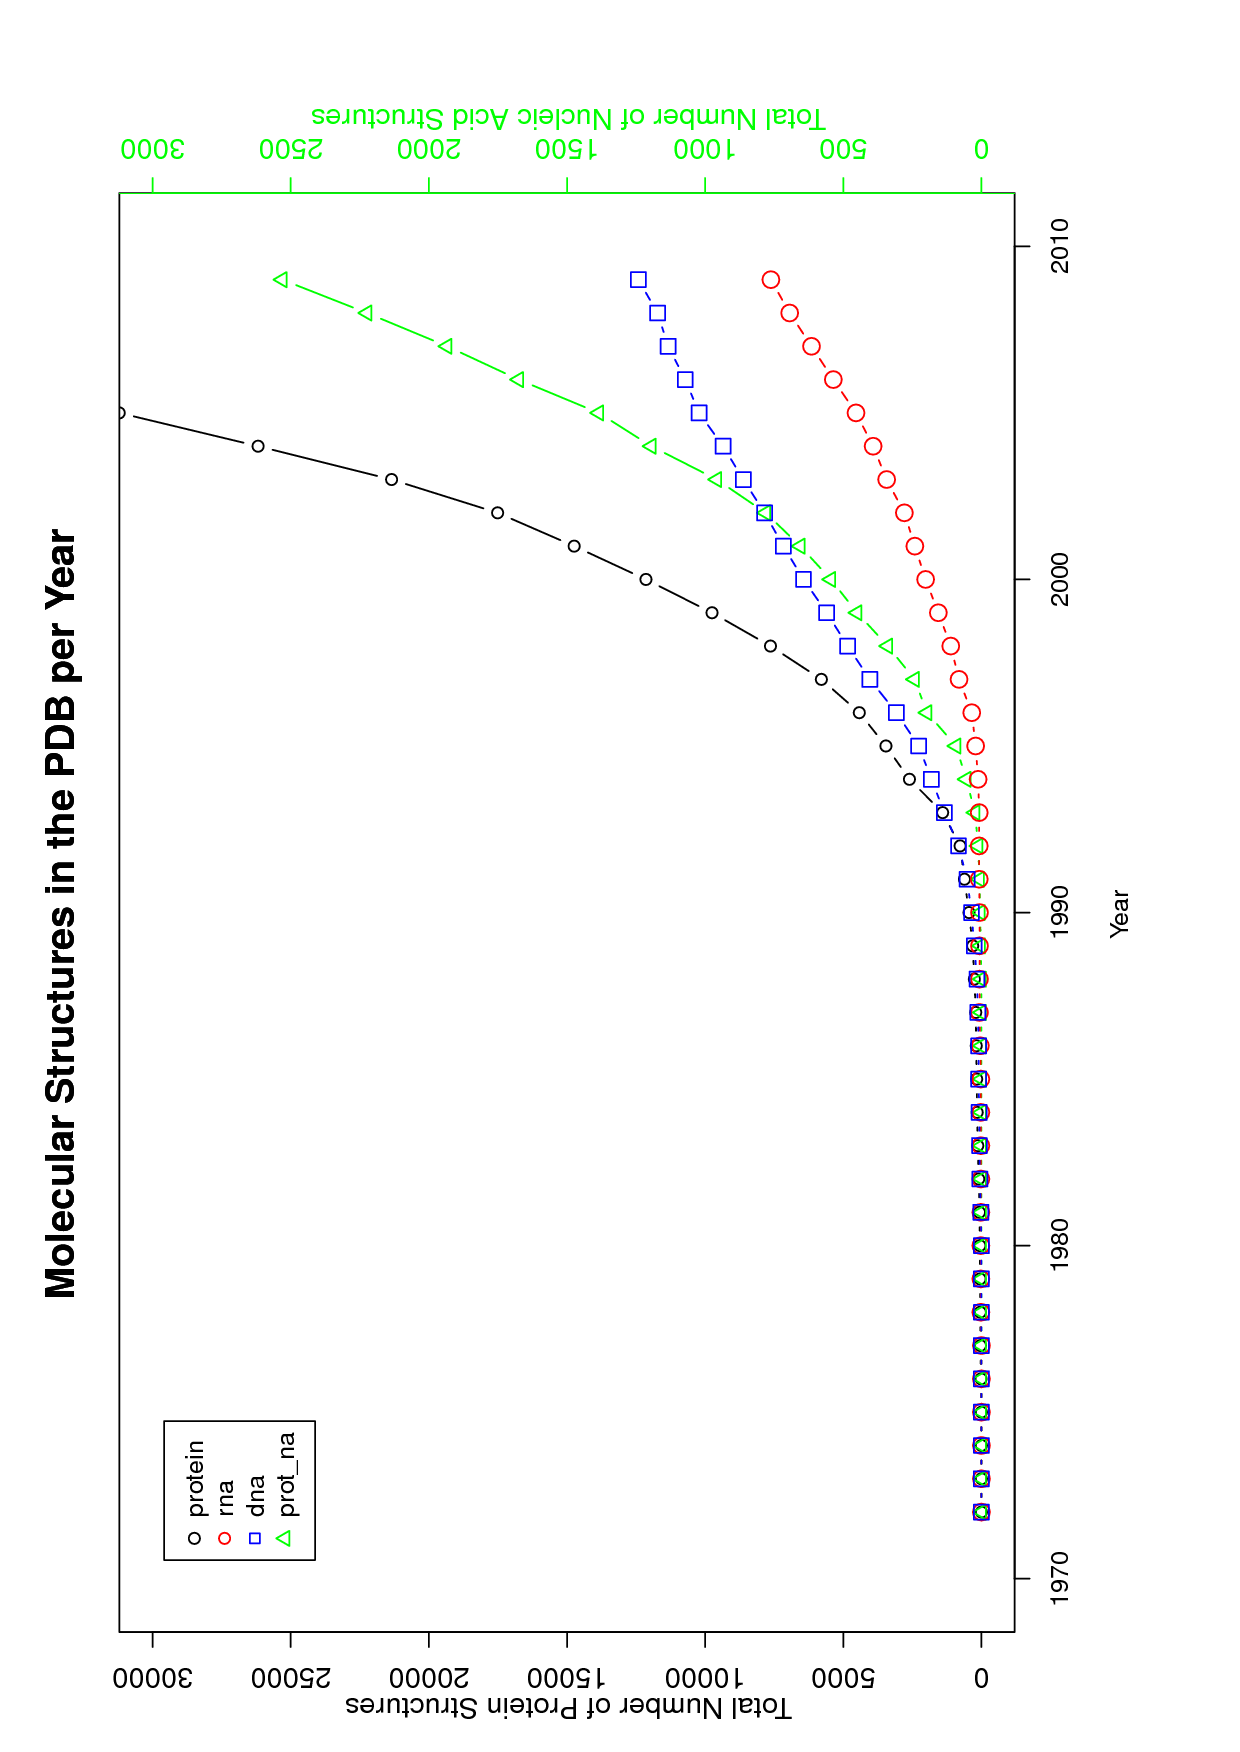 Molecular Structures in the PDB per Year
protein
rna
dna
prot_na
Total Number of Protein Structures
0 5000 10000 15000 20000 25000 30000
Total Number of Nucleic Acid Structures
0 500 1000 1500 2000 2500 3000
1970 1980 1990 2000 2010
Year